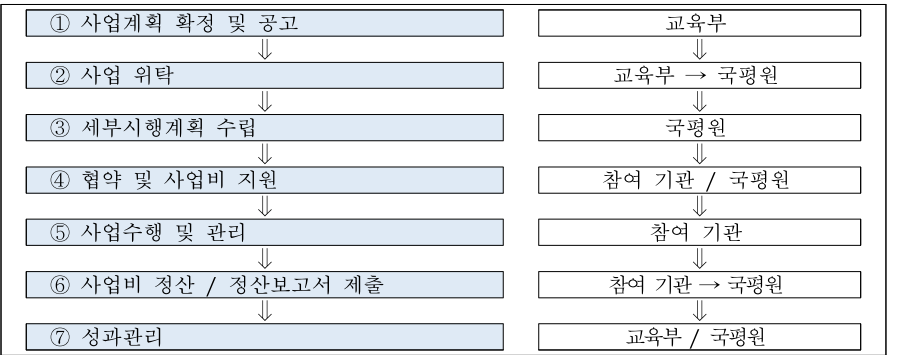 ① 사업계획 확정 및 공고 교육부
⇓ ⇓
② 사업 위탁 교육부 → 국평원
⇓ ⇓
③ 세부시행계획 수립 국평원
⇓ ⇓
④ 협약 및 사업비 지원 참여 기관 / 국평원
⇓ ⇓
⑤ 사업수행 및 관리 참여 기관
⇓ ⇓
⑥ 사업비 정산 / 정산보고서 제출 참여 기관 → 국평원
⇓ ⇓
⑦ 성과관리 교육부 / 국평원